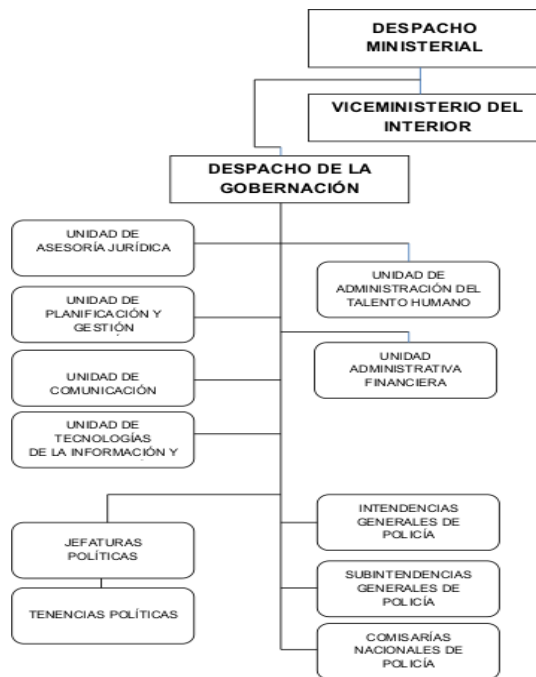 DESPACHO
MINISTERIAL
VICEMINISTERIO DEL
INTERIOR
DESPACHO DE LA
GOBERNACIÓN
UNIDAD DE
ASESORÍA JURÍDICA
UNIDAD DE
ADMINISTRACIÓN DEL
TALENTO HUMANO
UNIDAD DE
PLANIFICACIÓN Y
GESTIÓN
UNIDAD
ADMINISTRATIVA
FINANCIERA
UNIDAD DE
COMUNICACIÓN
UNIDAD DE
TECNOLOGÍAS
DE LA INFORMACIÓN Y
JEFATURAS
POLÍTICAS
TENENCIAS POLÍTICAS
INTENDENCIAS
GENERALES DE
POLICÍA
SUBINTENDENCIAS
GENERALES DE
POLICÍA
COMISARÍAS
NACIONALES DE
POLICÍA